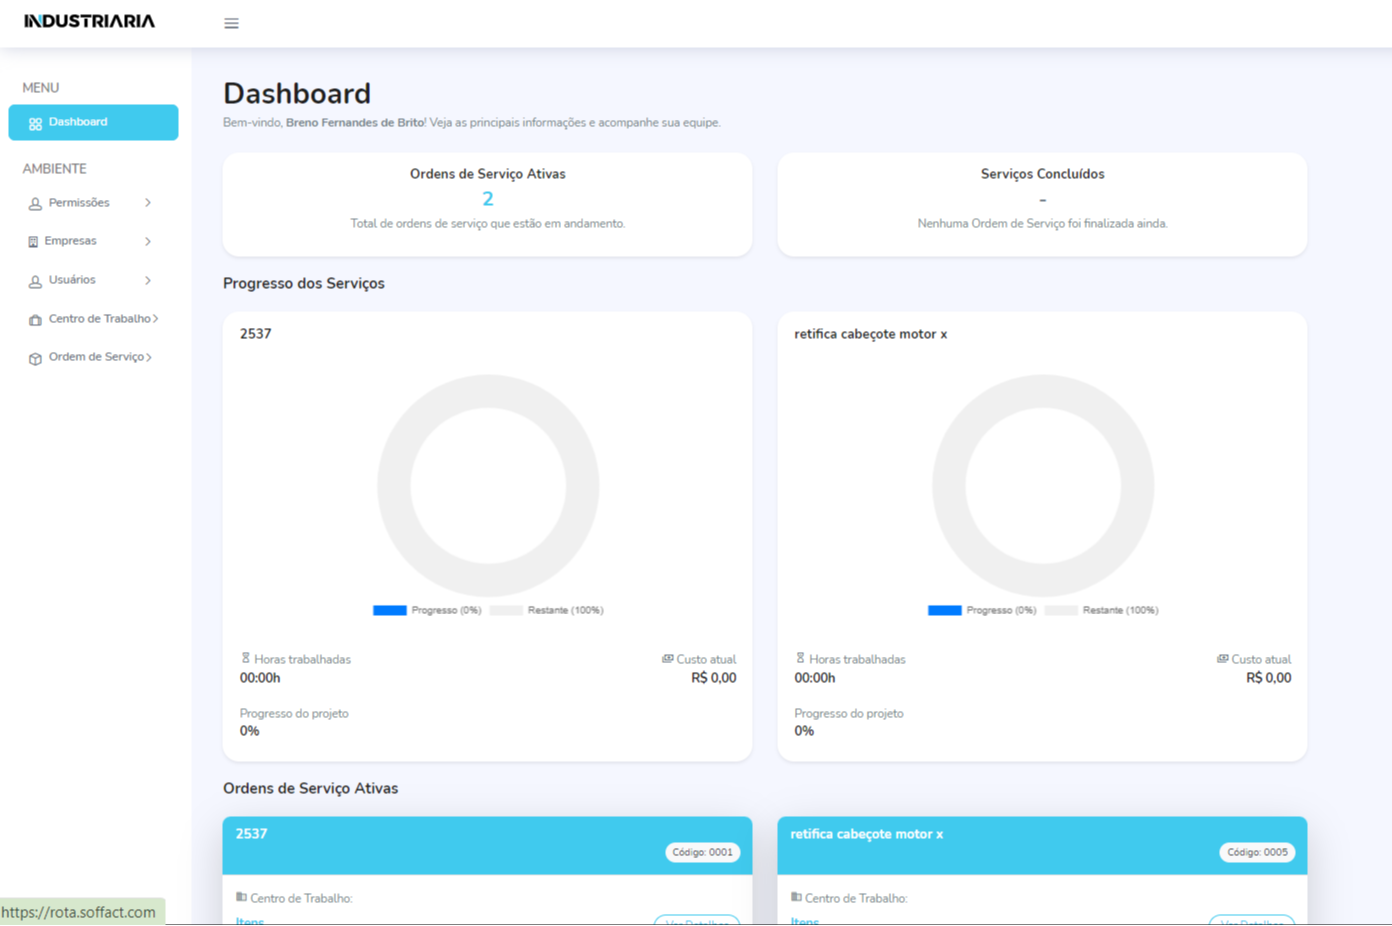 INDUSTRIARIA
MENU
Dashboard
AMBIENTE
Permissões
Empresas
Usuários
Centro de Trabalho
Ordem de Serviço
Dashboard
Bem-vindo, Breno Fernandes de Brito! Veja as principais informações e acompanhe sua equipe.
Ordens de Serviço Ativas
2
Total de ordens de serviço que estão em andamento.
Serviços Concluídos
-
Nenhuma Ordem de Serviço foi finalizada ainda.
Progresso dos Serviços
2537
Progresso (0%) Restante (100%)
Horas trabalhadas Custo atual
00:00h R$ 0,00
Progresso do projeto
0%
retifica cabeçote motor x
Progresso (0%) Restante (100%)
Horas trabalhadas Custo atual
00:00h R$ 0,00
Progresso do projeto
0%
Ordens de Serviço Ativas
2537
Código: 0001
Centro de Trabalho:
Itens Ver Detalhes
retifica cabeçote motor x
Código: 0005
Centro de Trabalho:
Itens Ver Detalhes
https://rota.soffact.com